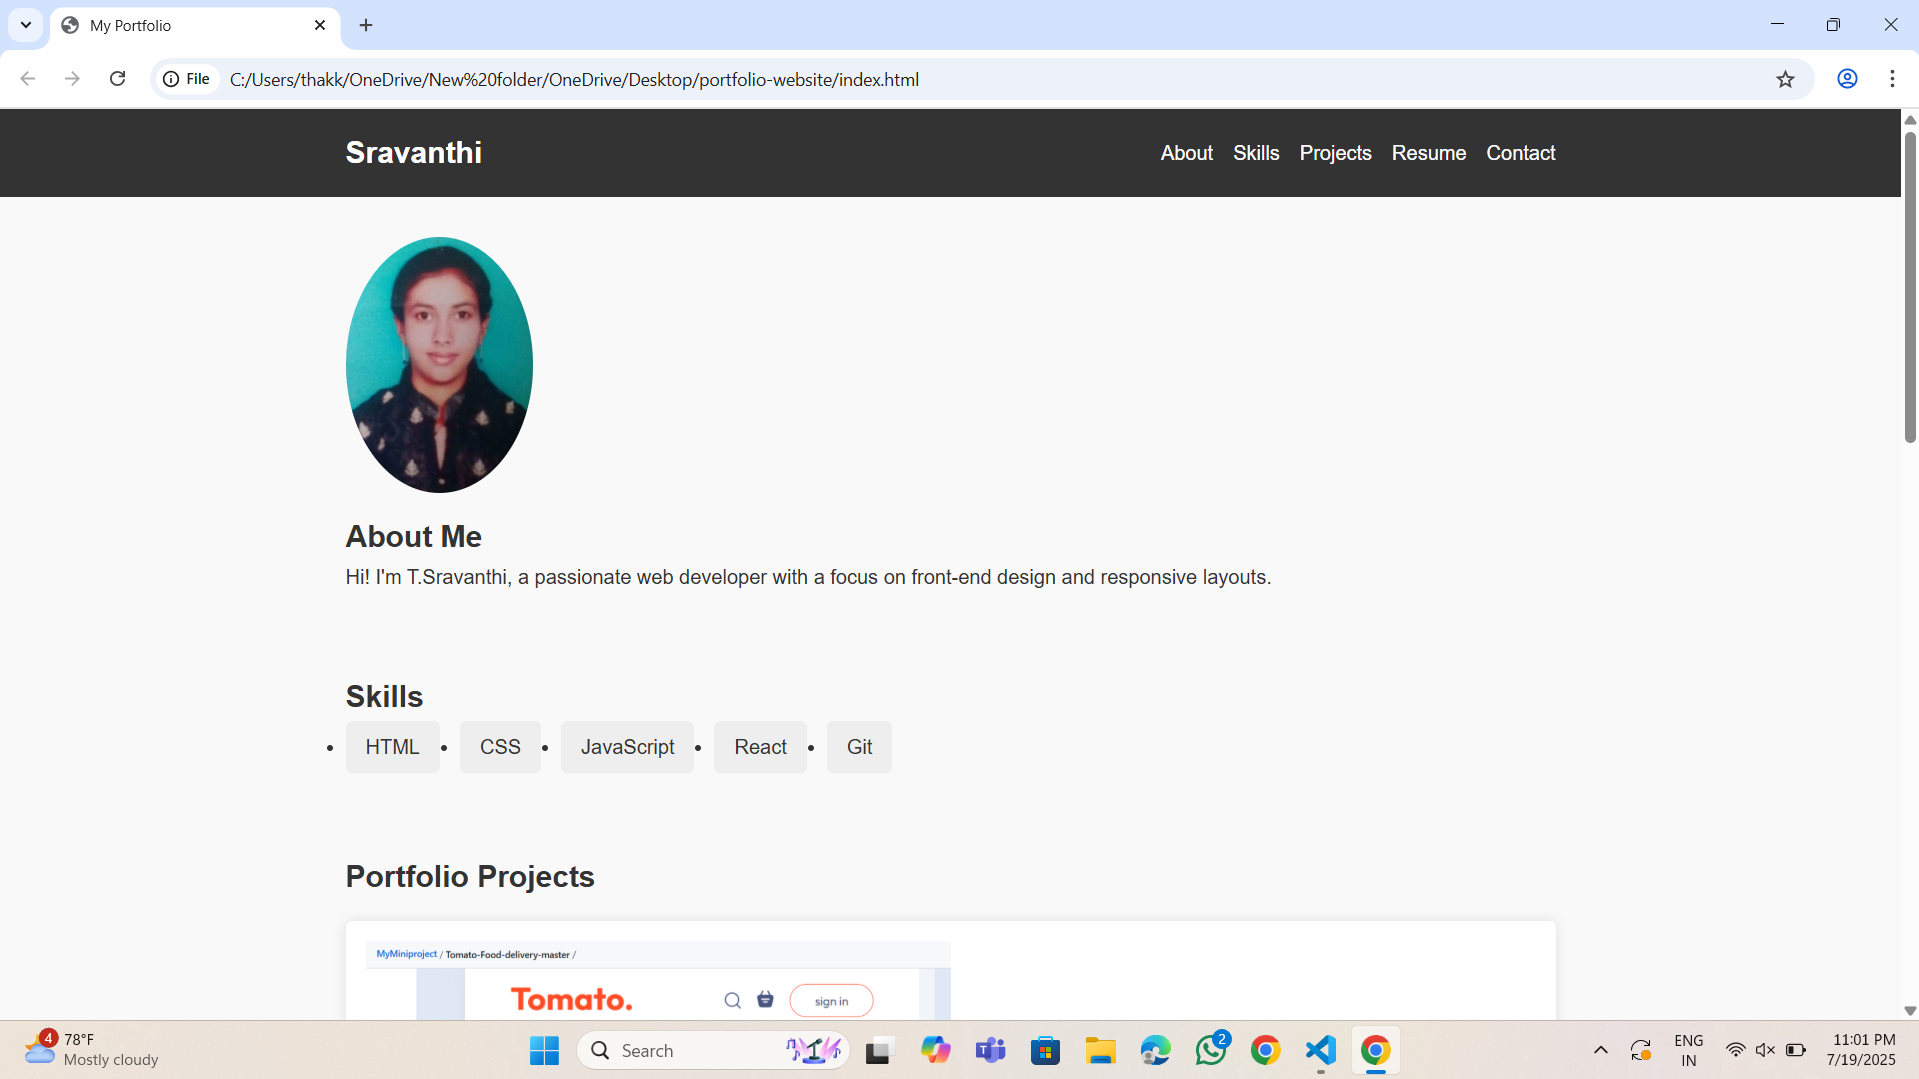 My Portfolio
File C:/Users/thakk/OneDrive/New%20folder/OneDrive/Desktop/portfolio-website/index.html
Sravanthi
About Skills Projects Resume Contact
About Me
Hi! I'm T.Sravanthi, a passionate web developer with a focus on front-end design and responsive layouts.
Skills
• HTML • CSS • JavaScript • React • Git
Portfolio Projects
MyMiniproject / Tomato-Food-delivery-master /
Tomato. sign in
4 78°F
Mostly cloudy
Search
2
ENG
IN
11:01 PM
7/19/2025